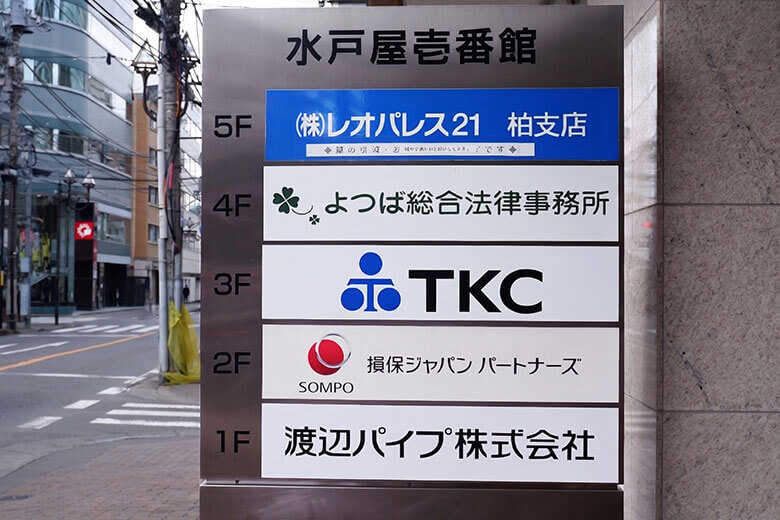 水戸屋壱番館
5F ㈱レオパレス21 柏支店
4F よつば総合法律事務所
3F TKC
2F SOMPO 損保ジャパン パートナーズ
1F 渡辺パイプ株式会社